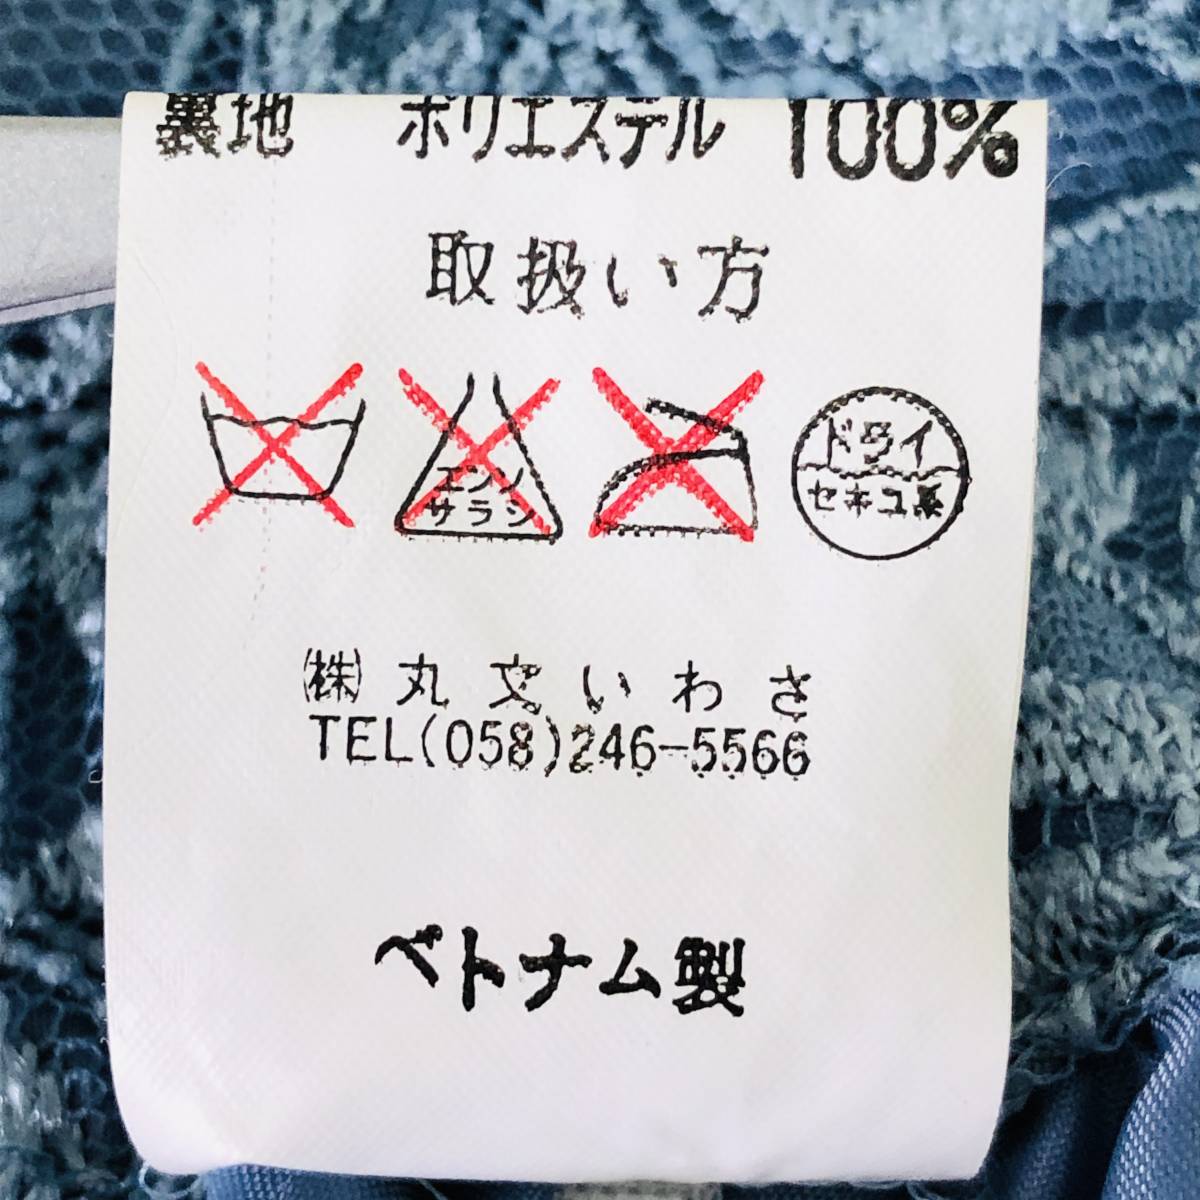 裏地 ポリエステル 100%
取扱い方
エンソ
サラシ
ドライ
セキユ系
㈱丸文いわさ
TEL(058)246-5566
ベトナム製